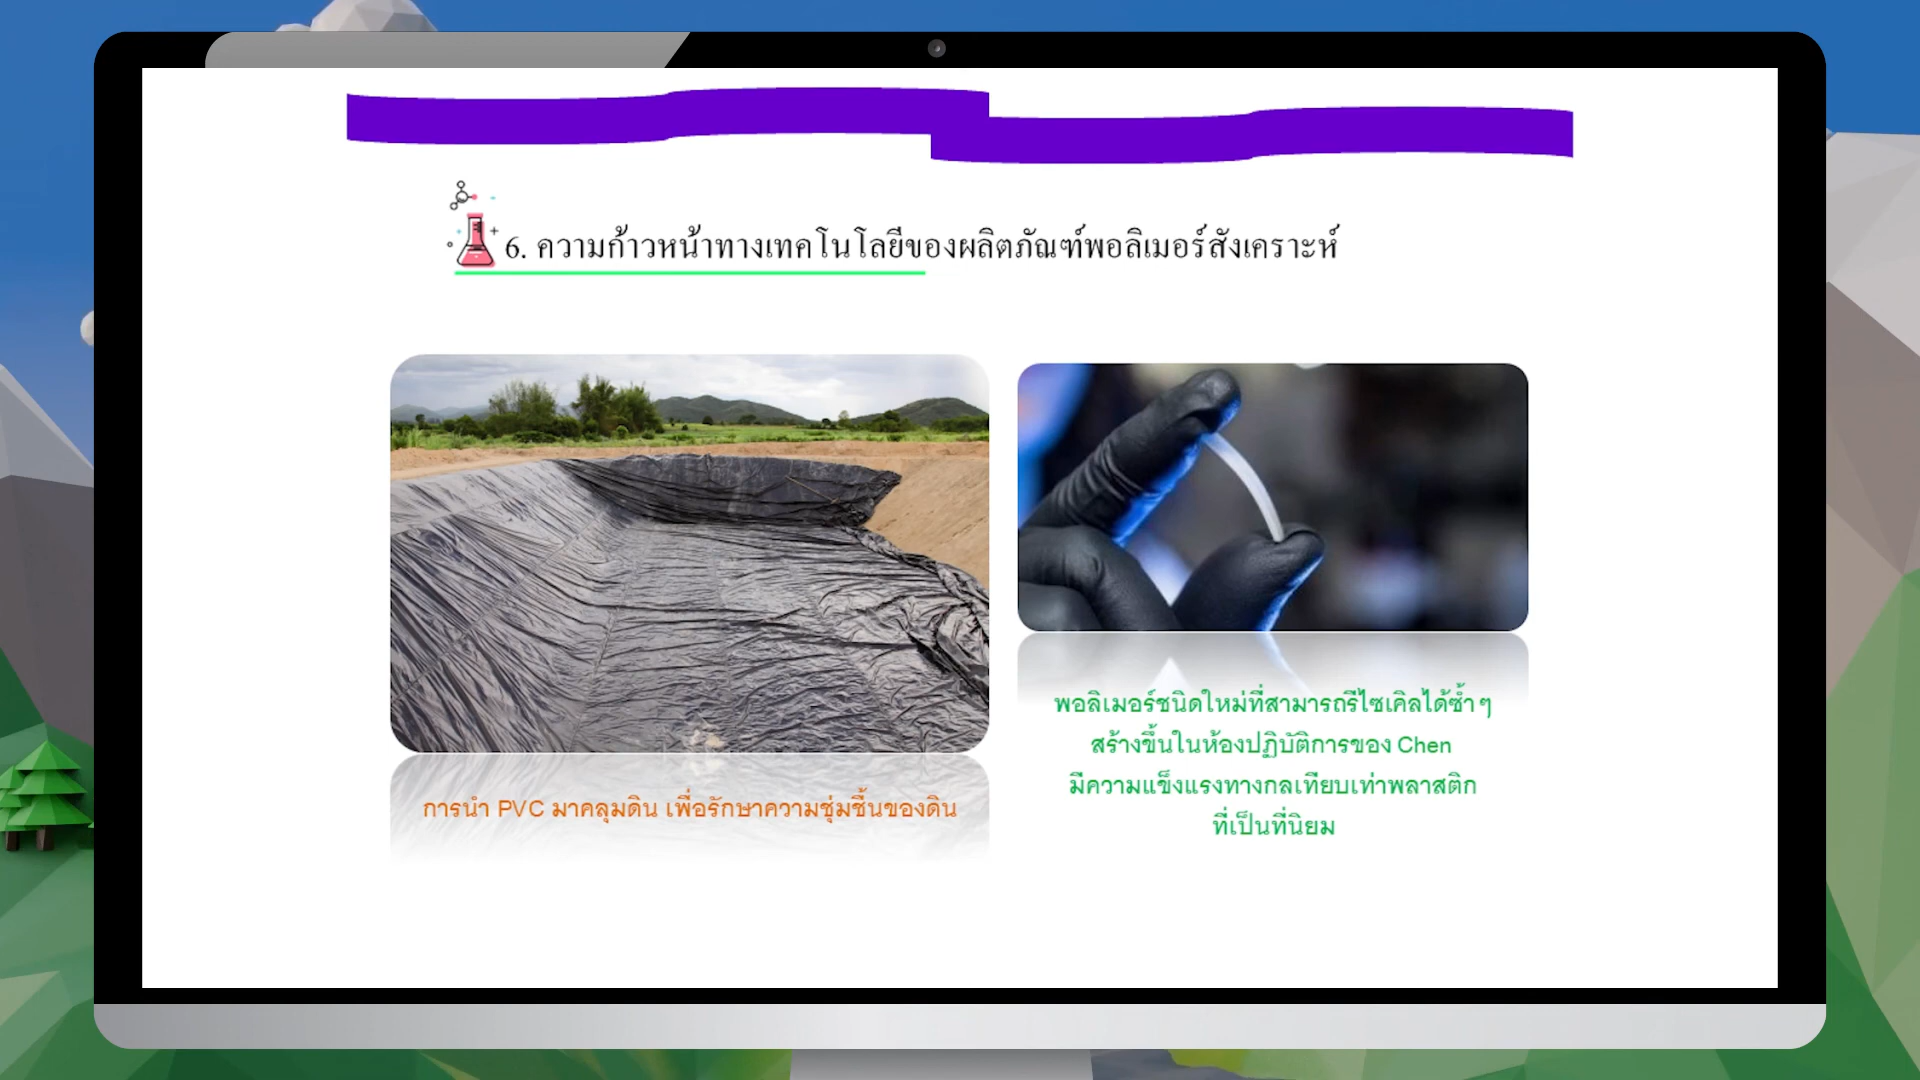 6. ความก้าวหน้าทางเทคโนโลยีของผลิตภัณฑ์พอลิเมอร์สังเคราะห์
การนำ PVC มาคลุมดิน เพื่อรักษาความชุ่มชื้นของดิน
พอลิเมอร์ชนิดใหม่ที่สามารถรีไซเคิลได้ซ้ำๆ
สร้างขึ้นในห้องปฏิบัติการของ Chen
มีความแข็งแรงทางกลเทียบเท่าพลาสติก
ที่เป็นที่นิยม